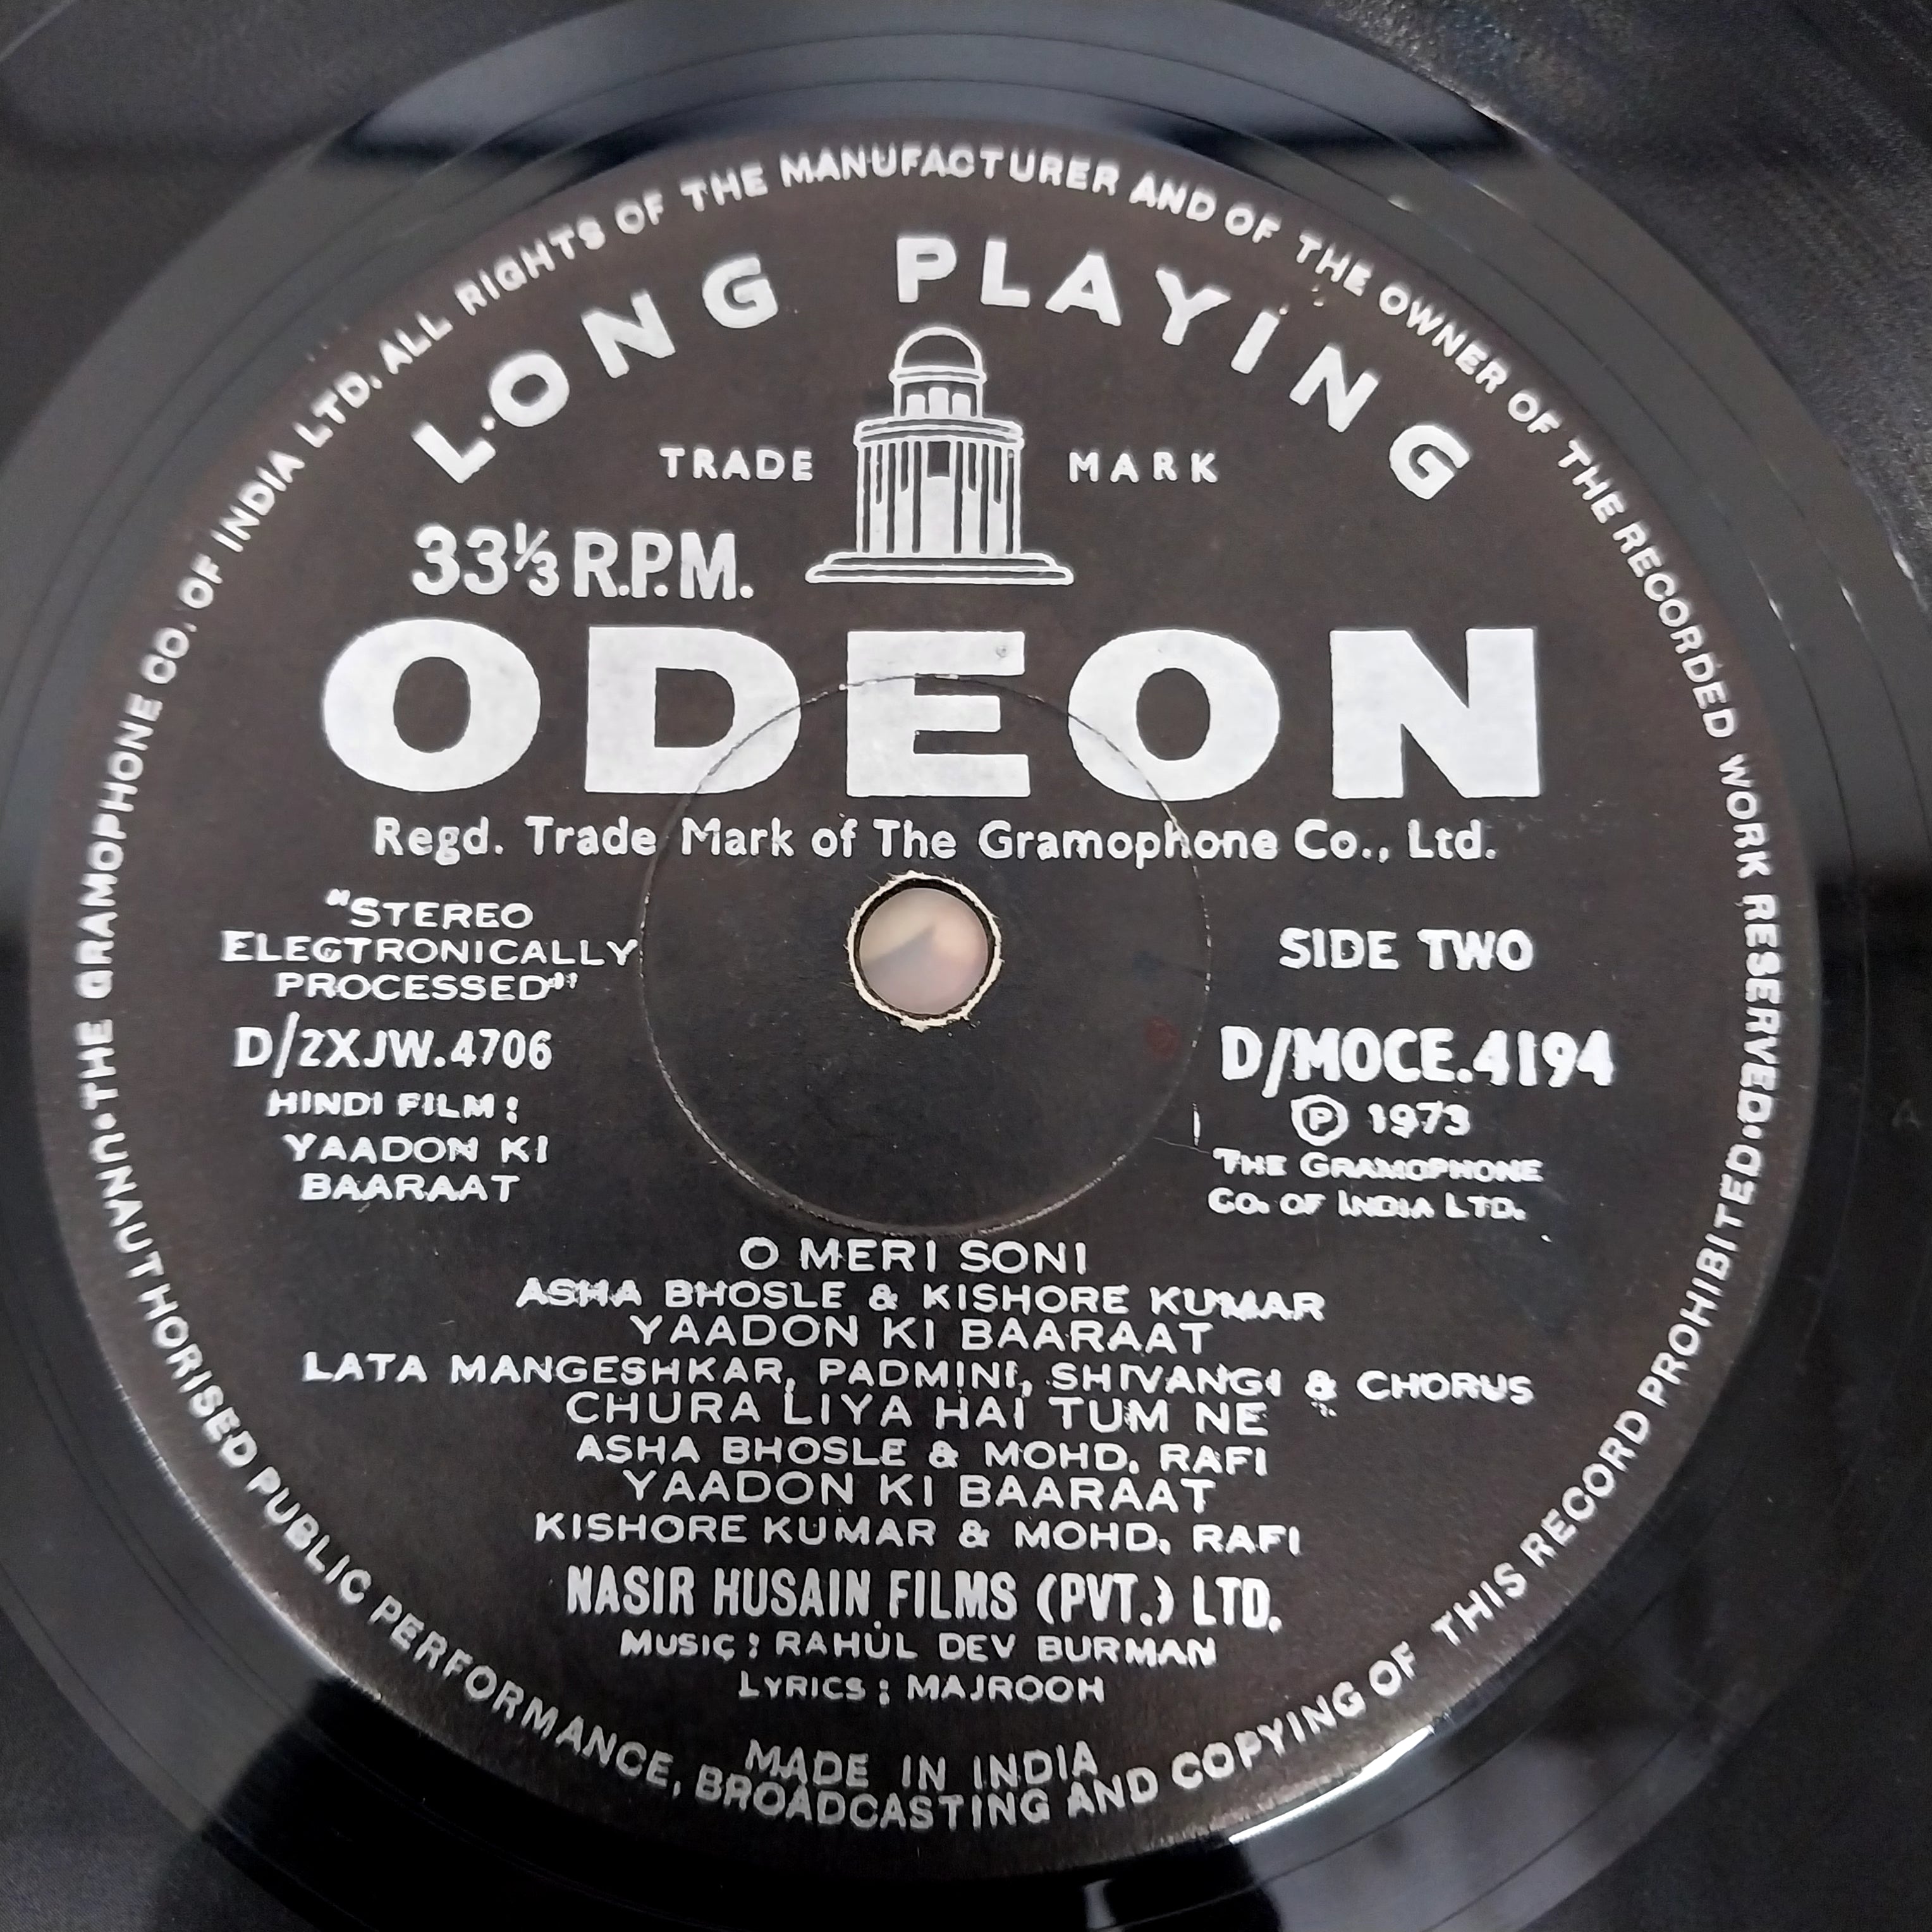 THE GRAMOPHONE CO. OF INDIA LTD. ALL RIGHTS OF THE MANUFACTURER AND OF THE OWNER OF THE RECORDED WORK RESERVED.
LONG PLAYING
TRADE MARK
33⅓ R.P.M.
ODEON
Regd. Trade Mark of The Gramophone Co., Ltd.
"STEREO
ELECTRONICALLY
PROCESSED"
D/2XJW.4706
HINDI FILM:
YAADON KI
BAARAAT
SIDE TWO
D/MOCE.4194
Ⓟ 1973
THE GRAMOPHONE
CO. OF INDIA LTD.
O MERI SONI
ASHA BHOSLE & KISHORE KUMAR
YAADON KI BAARAAT
LATA MANGESHKAR, PADMINI, SHIVANGI & CHORUS
CHURA LIYA HAI TUM NE
ASHA BHOSLE & MOHD. RAFI
YAADON KI BAARAAT
KISHORE KUMAR & MOHD. RAFI
NASIR HUSAIN FILMS (PVT.) LTD.
MUSIC: RAHUL DEV BURMAN
LYRICS: MAJROOH
MADE IN INDIA
UNAUTHORISED PUBLIC PERFORMANCE, BROADCASTING AND COPYING OF THIS RECORD PROHIBITED.